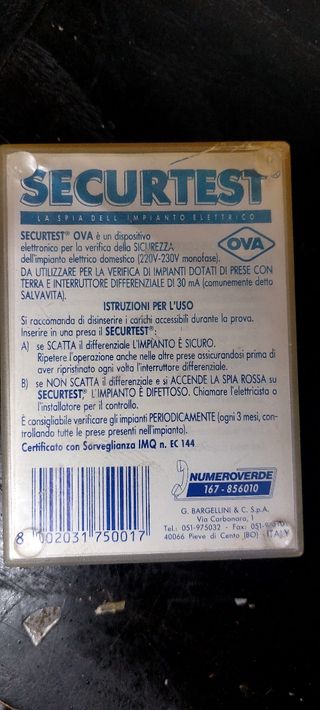 SECURTEST®
LA SPIA DELL'IMPIANTO ELETTRICO
SECURTEST® OVA è un dispositivo
elettronico per la verifica della SICUREZZA
dell'impianto elettrico domestico (220V-230V monofase).
OVA
DA UTILIZZARE PER LA VERIFICA DI IMPIANTI DOTATI DI PRESE CON
TERRA E INTERRUTTORE DIFFERENZIALE DI 30 mA (comunemente detto
SALVAVITA).
ISTRUZIONI PER L'USO
Si raccomanda di disinserire i carichi accessibili durante la prova.
Inserire in una presa il SECURTEST®:
A) se SCATTA il differenziale L'IMPIANTO È SICURO.
Ripetere l'operazione anche nelle altre prese assicurandosi prima di
aver ripristinato ogni volta l'interruttore differenziale.
B) se NON SCATTA il differenziale e si ACCENDE LA SPIA ROSSA su
SECURTEST®, L'IMPIANTO È DIFETTOSO. Chiamare l'elettricista o
l'installatore per il controllo.
È consigliabile verificare gli impianti PERIODICAMENTE (ogni 3 mesi, con-
trollando tutte le prese presenti nell'impianto).
Certificato con Sorveglianza IMQ n. EC 144
NUMEROVERDE
167-856010
G. BARGELLINI & C. S.p.A.
Via Carbonara, 1
Tel.: 051-975032 - Fax: 051-
40066 Pieve di Cento (BO) - ITALY
8 002031 750017